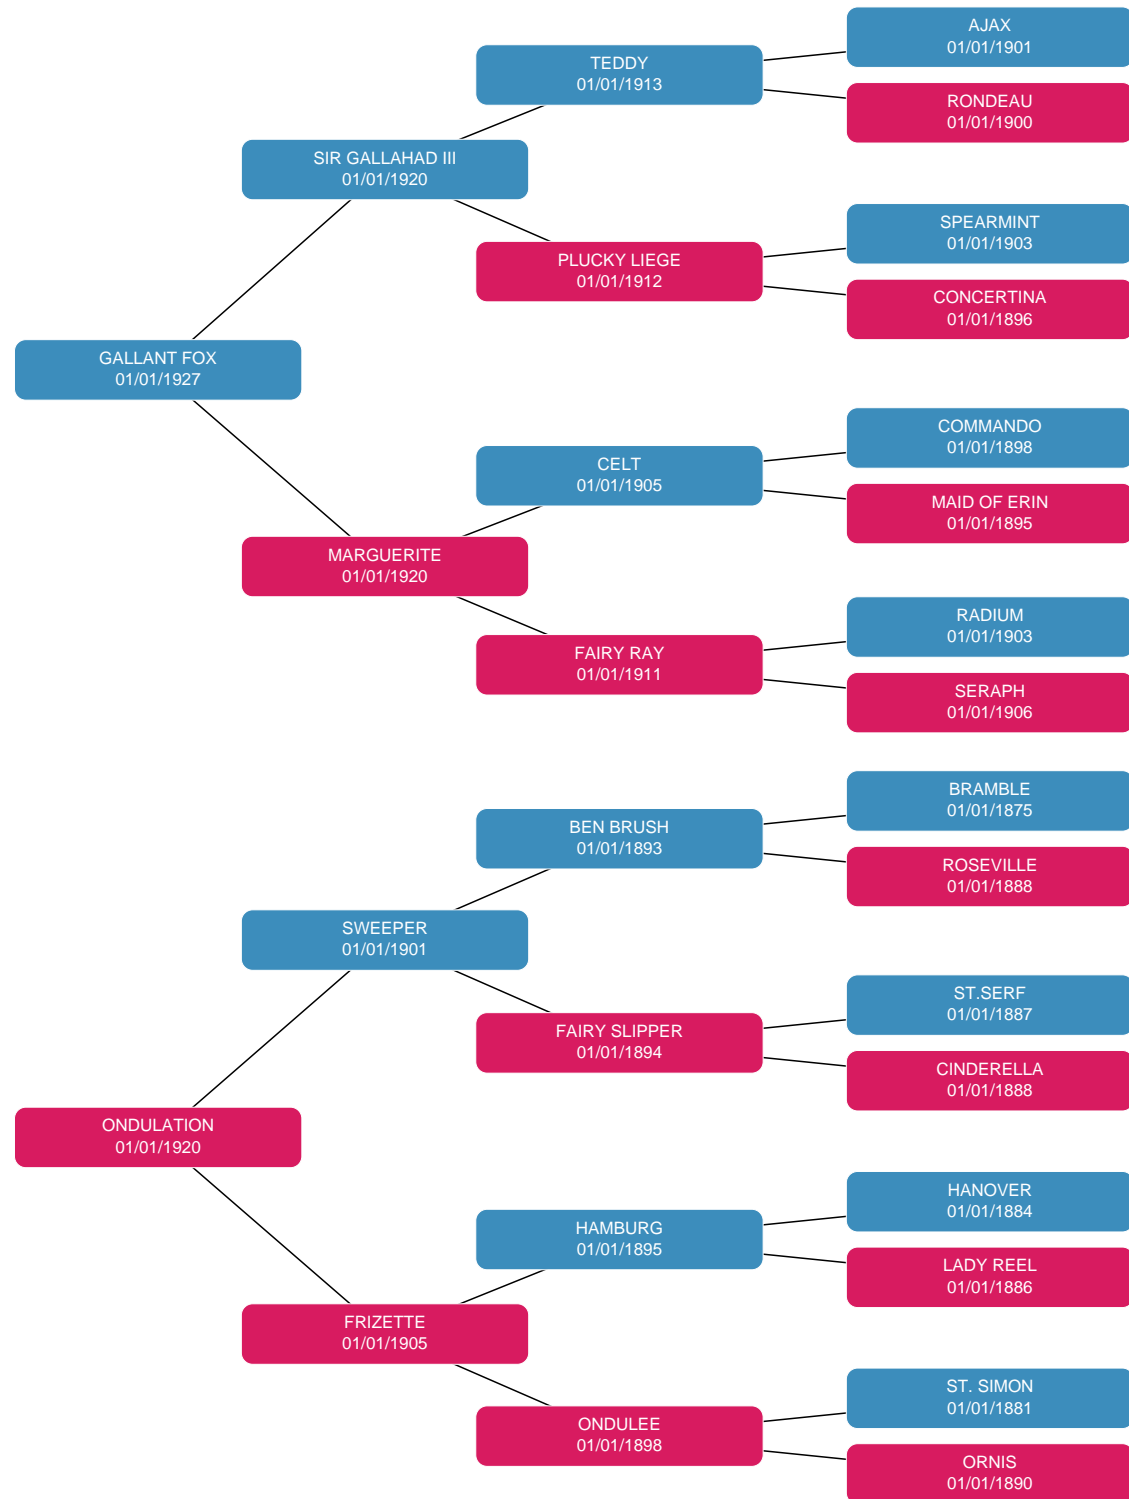 AJAX
01/01/1901
TEDDY
01/01/1913
RONDEAU
01/01/1900
SIR GALLAHAD III
01/01/1920
SPEARMINT
01/01/1903
PLUCKY LIEGE
01/01/1912
CONCERTINA
01/01/1896
GALLANT FOX
01/01/1927
COMMANDO
01/01/1898
CELT
01/01/1905
MAID OF ERIN
01/01/1895
MARGUERITE
01/01/1920
RADIUM
01/01/1903
FAIRY RAY
01/01/1911
SERAPH
01/01/1906
BRAMBLE
01/01/1875
BEN BRUSH
01/01/1893
ROSEVILLE
01/01/1888
SWEEPER
01/01/1901
ST.SERF
01/01/1887
FAIRY SLIPPER
01/01/1894
CINDERELLA
01/01/1888
ONDULATION
01/01/1920
HANOVER
01/01/1884
HAMBURG
01/01/1895
LADY REEL
01/01/1886
FRIZETTE
01/01/1905
ST. SIMON
01/01/1881
ONDULEE
01/01/1898
ORNIS
01/01/1890